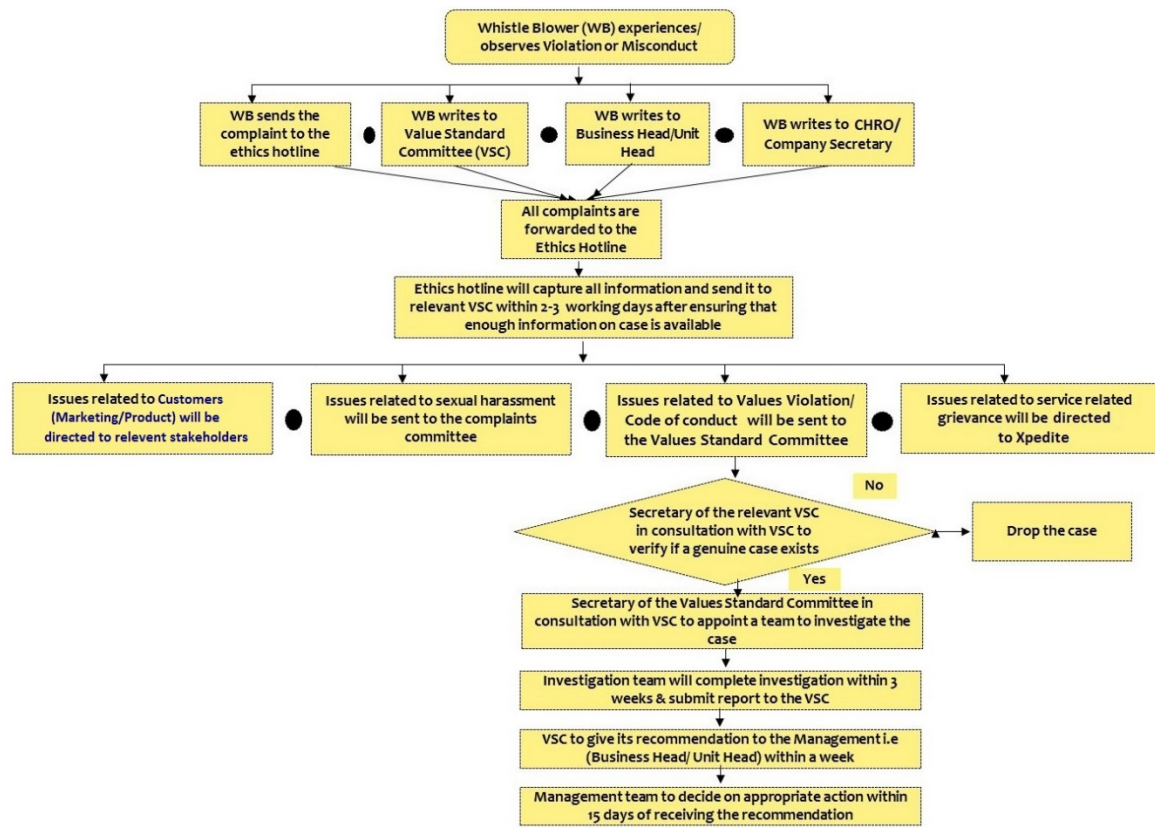 Whistle Blower (WB) experiences/
observes Violation or Misconduct
WB sends the
complaint to the
ethics hotline
WB writes to
Value Standard
Committee (VSC)
WB writes to
Business Head/Unit
Head
WB writes to CHRO/
Company Secretary
All complaints are
forwarded to the
Ethics Hotline
Ethics hotline will capture all information and send it to
relevant VSC within 2-3 working days after ensuring that
enough information on case is available
Issues related to Customers
(Marketing/Product) will be
directed to relevent stakeholders
Issues related to sexual harassment
will be sent to the complaints
committee
Issues related to Values Violation/
Code of conduct will be sent to
the Values Standard Committee
Issues related to service related
grievance will be directed
to Xpedite
No
Secretary of the relevant VSC
in consultation with VSC to
verify if a genuine case exists
Drop the case
Yes
Secretary of the Values Standard Committee in
consultation with VSC to appoint a team to investigate the
case
Investigation team will complete investigation within 3
weeks & submit report to the VSC
VSC to give its recommendation to the Management i.e
(Business Head/ Unit Head) within a week
Management team to decide on appropriate action within
15 days of receiving the recommendation